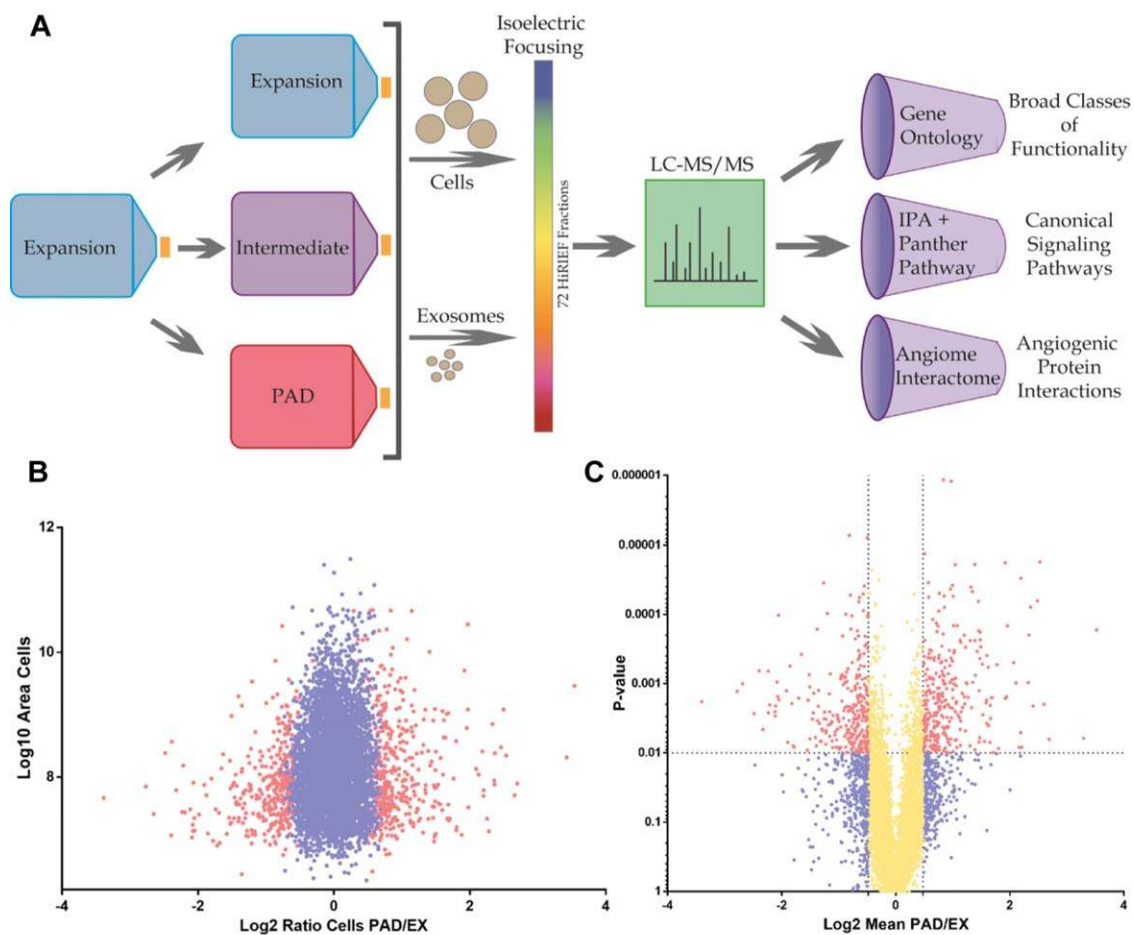 A
Expansion
Expansion
Intermediate
PAD
Cells
Exosomes
Isoelectric
Focusing
72 HiRIEF Fractions
LC-MS/MS
Gene
Ontology
Broad Classes
of
Functionality
IPA +
Panther
Pathway
Canonical
Signaling
Pathways
Angiome
Interactome
Angiogenic
Protein
Interactions
B
12
10
8
Log10 Area Cells
-4
-2
0
2
4
Log2 Ratio Cells PAD/EX
C
0.000001
0.00001
0.0001
0.001
0.01
0.1
1
P-value
-4
-2
0
2
4
Log2 Mean PAD/EX